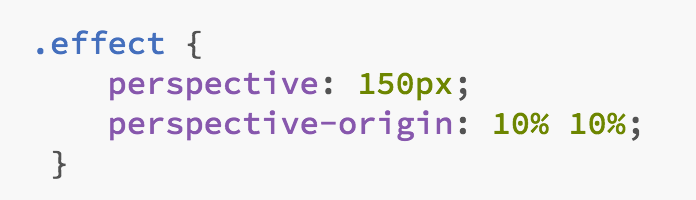 .effect {
    perspective: 150px;
    perspective-origin: 10% 10%;
 }